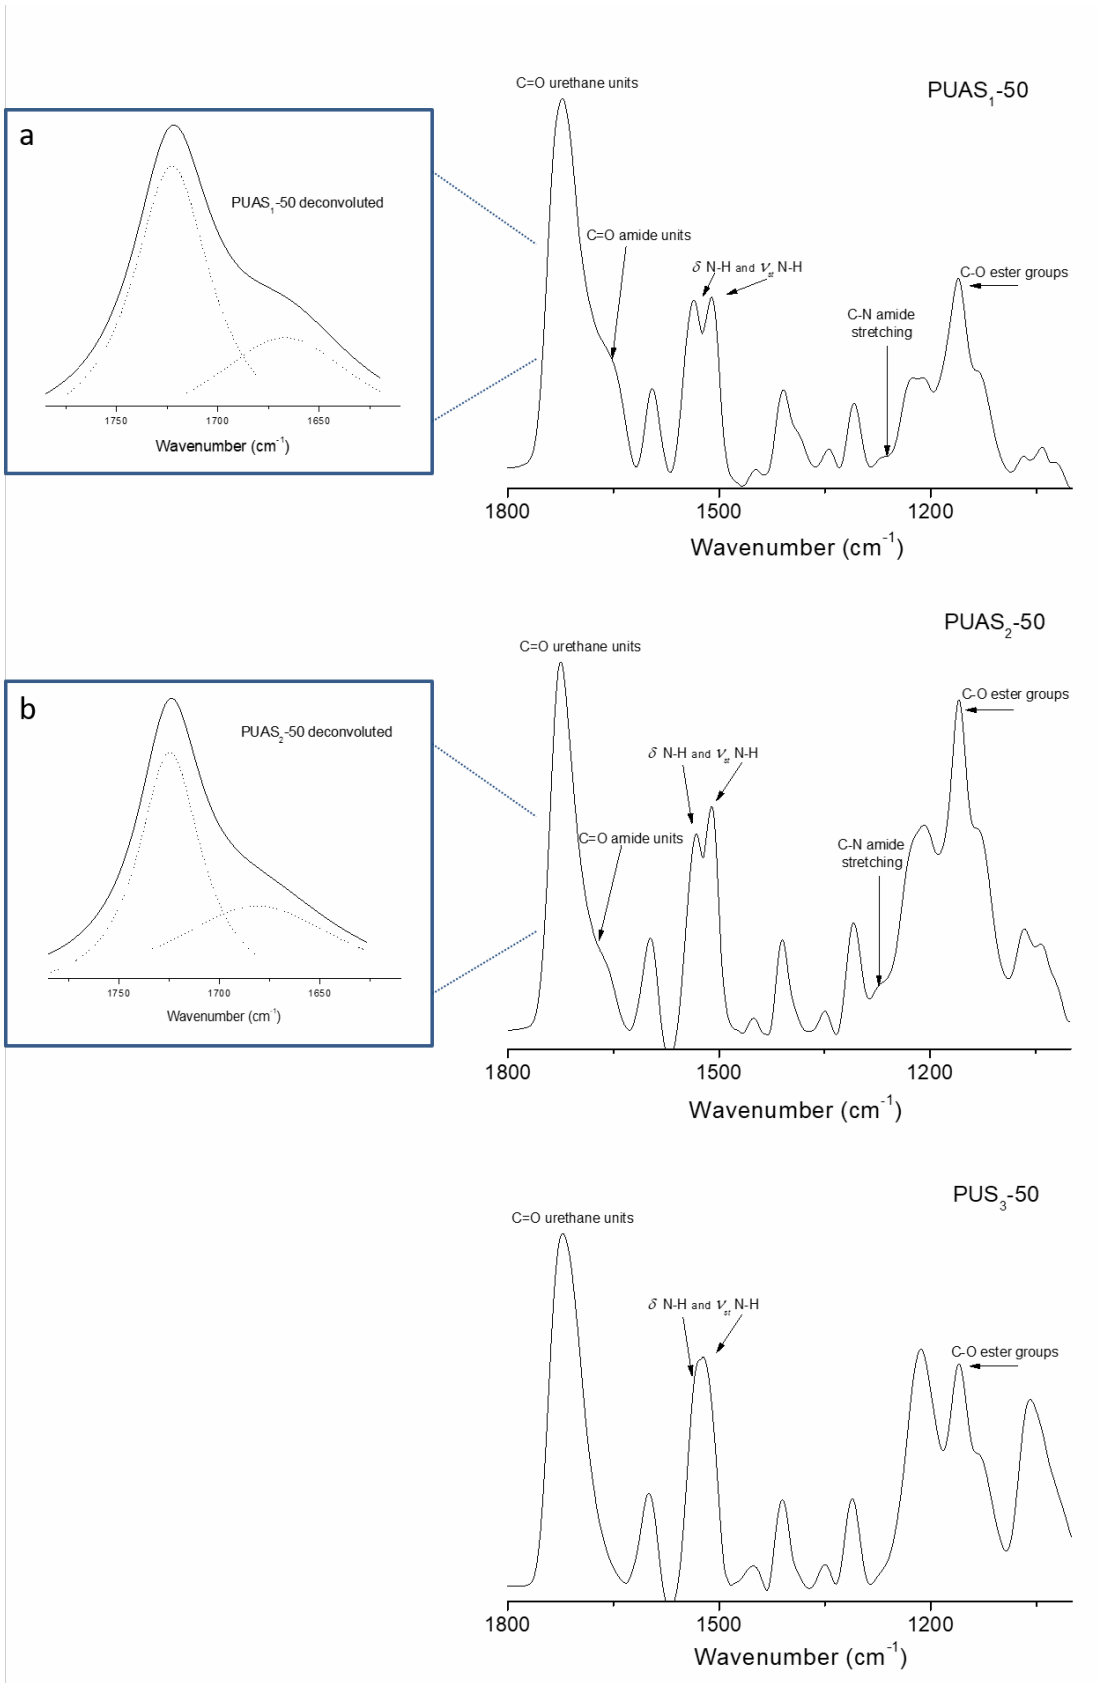 C=O urethane units
PUAS₁-50
a
PUAS₁-50 deconvoluted
C=O amide units
δ N-H and νst N-H
C-O ester groups
C-N amide
stretching
1750 1700 1650
Wavenumber (cm⁻¹)
1800 1500 1200
Wavenumber (cm⁻¹)
PUAS₂-50
C=O urethane units
b
PUAS₂-50 deconvoluted
C-O ester groups
δ N-H and νst N-H
C=O amide units
C-N amide
stretching
1750 1700 1650
Wavenumber (cm⁻¹)
1800 1500 1200
Wavenumber (cm⁻¹)
PUS₃-50
C=O urethane units
δ N-H and νst N-H
C-O ester groups
1800 1500 1200
Wavenumber (cm⁻¹)